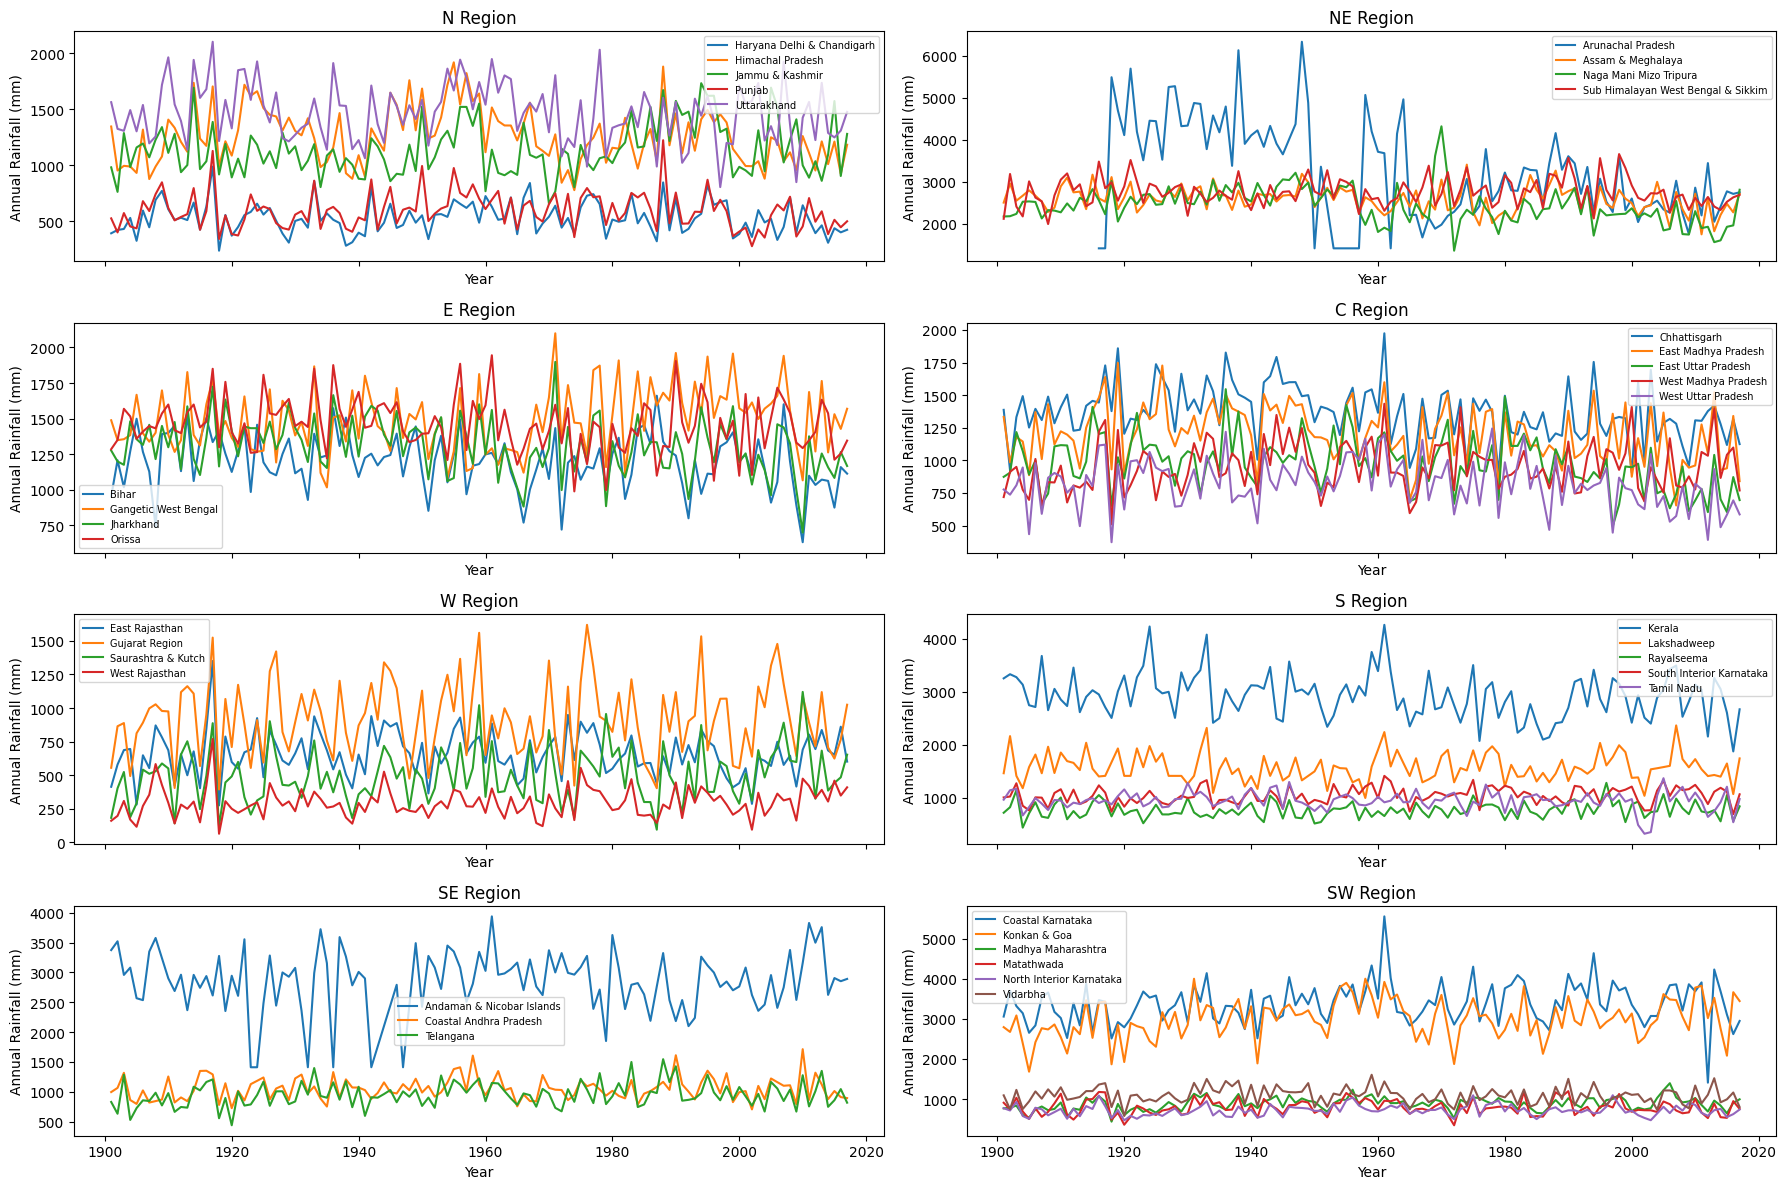 N Region
Annual Rainfall (mm)
2000
1500
1000
500
Haryana Delhi & Chandigarh
Himachal Pradesh
Jammu & Kashmir
Punjab
Uttarakhand
Year
NE Region
Annual Rainfall (mm)
6000
5000
4000
3000
2000
Arunachal Pradesh
Assam & Meghalaya
Naga Mani Mizo Tripura
Sub Himalayan West Bengal & Sikkim
Year
E Region
Annual Rainfall (mm)
2000
1750
1500
1250
1000
750
Bihar
Gangetic West Bengal
Jharkhand
Orissa
Year
C Region
Annual Rainfall (mm)
2000
1750
1500
1250
1000
750
500
Chhattisgarh
East Madhya Pradesh
East Uttar Pradesh
West Madhya Pradesh
West Uttar Pradesh
Year
W Region
Annual Rainfall (mm)
1500
1250
1000
750
500
250
0
East Rajasthan
Gujarat Region
Saurashtra & Kutch
West Rajasthan
Year
S Region
Annual Rainfall (mm)
4000
3000
2000
1000
Kerala
Lakshadweep
Rayalseema
South Interior Karnataka
Tamil Nadu
Year
SE Region
Annual Rainfall (mm)
4000
3500
3000
2500
2000
1500
1000
500
Andaman & Nicobar Islands
Coastal Andhra Pradesh
Telangana
1900 1920 1940 1960 1980 2000 2020
Year
SW Region
Annual Rainfall (mm)
5000
4000
3000
2000
1000
Coastal Karnataka
Konkan & Goa
Madhya Maharashtra
Matathwada
North Interior Karnataka
Vidarbha
1900 1920 1940 1960 1980 2000 2020
Year